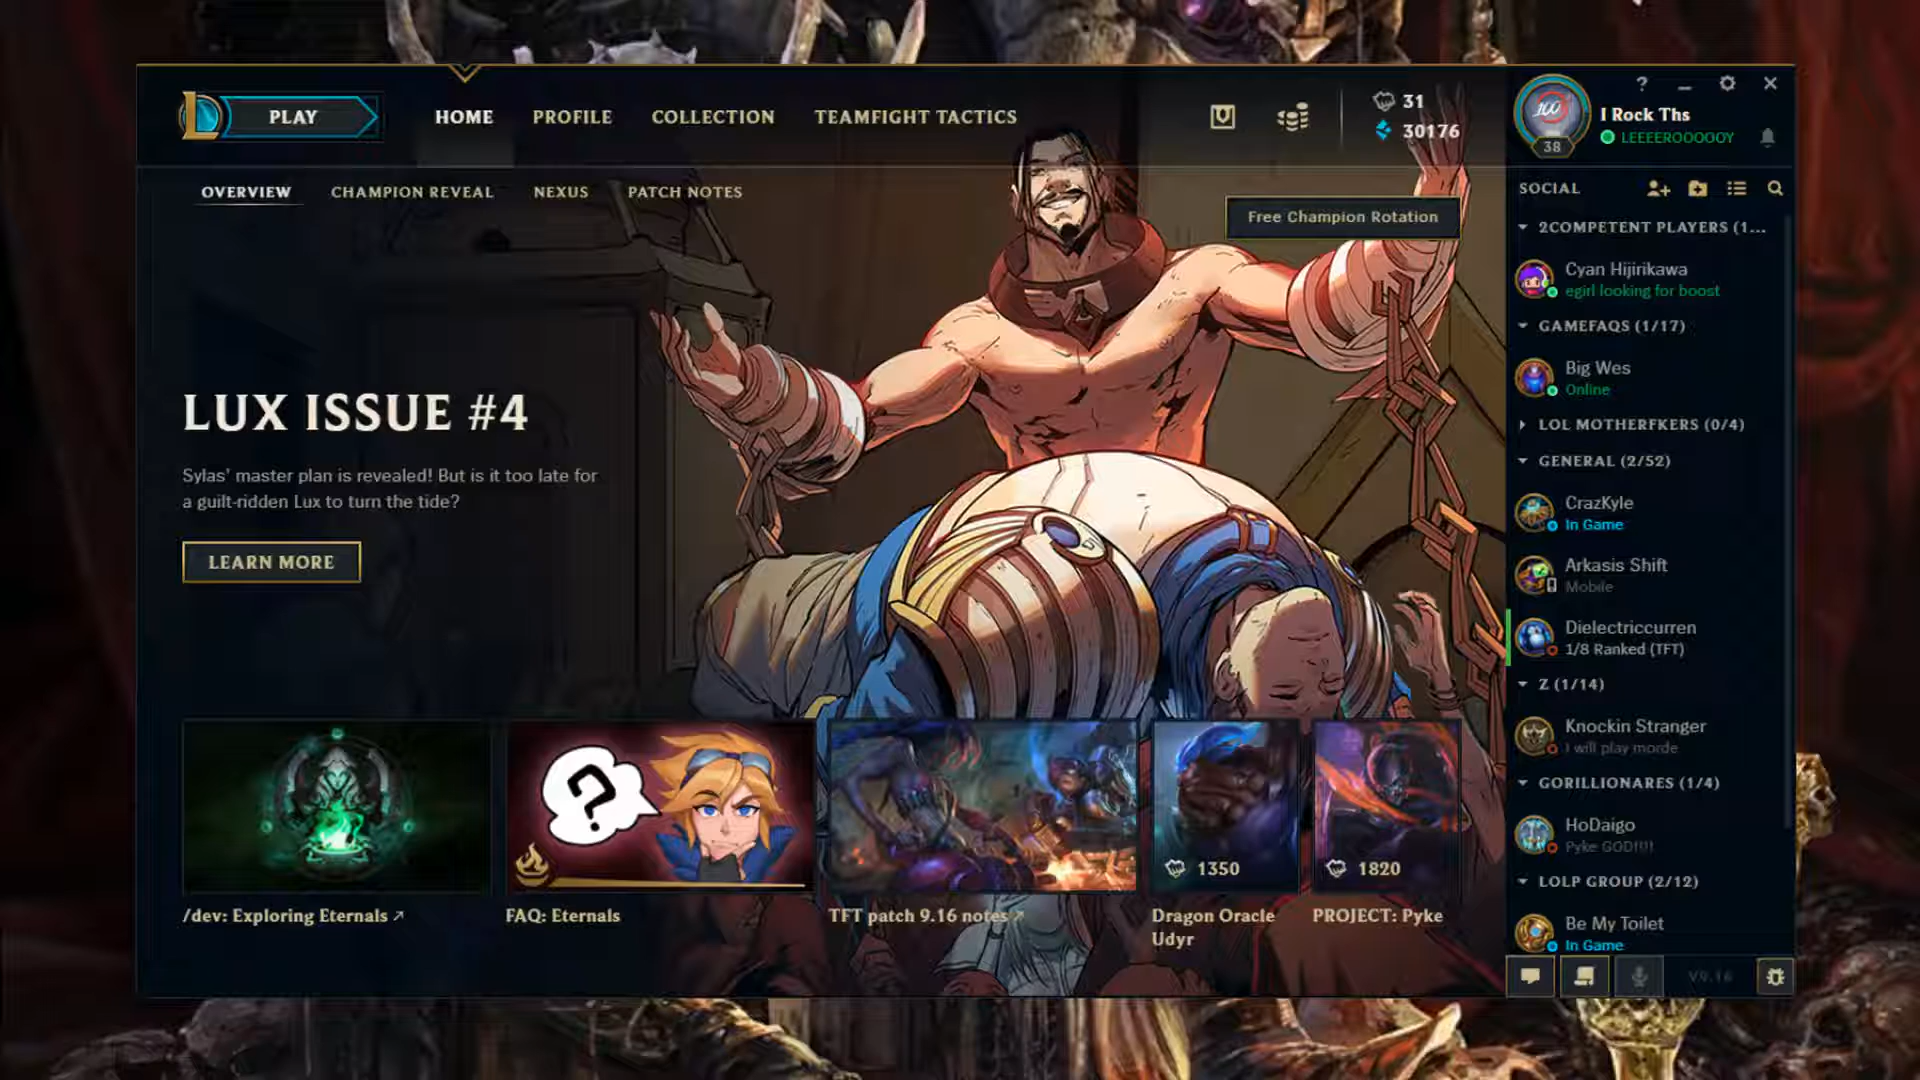 PLAY
HOME
PROFILE
COLLECTION
TEAMFIGHT TACTICS
31
30176
100
38
?
I Rock Ths
LEEEEROOOOOY
OVERVIEW
CHAMPION REVEAL
NEXUS
PATCH NOTES
Free Champion Rotation
SOCIAL
2COMPETENT PLAYERS (1...
Cyan Hijirikawa
egirl looking for boost
GAMEFAQS (1/17)
Big Wes
Online
LOL MOTHERFKERS (0/4)
GENERAL (2/52)
CrazKyle
In Game
Arkasis Shift
Mobile
Dielectriccurren
1/8 Ranked (TFT)
Z (1/14)
Knockin Stranger
I will play morde
GORILLIONARES (1/4)
HoDaigo
Pyke GOD!!!!
LOLP GROUP (2/12)
Be My Toilet
In Game
V9.16
LUX ISSUE #4
Sylas' master plan is revealed! But is it too late for
a guilt-ridden Lux to turn the tide?
LEARN MORE
?
1350
1820
/dev: Exploring Eternals
FAQ: Eternals
TFT patch 9.16 notes
Dragon Oracle
Udyr
PROJECT: Pyke